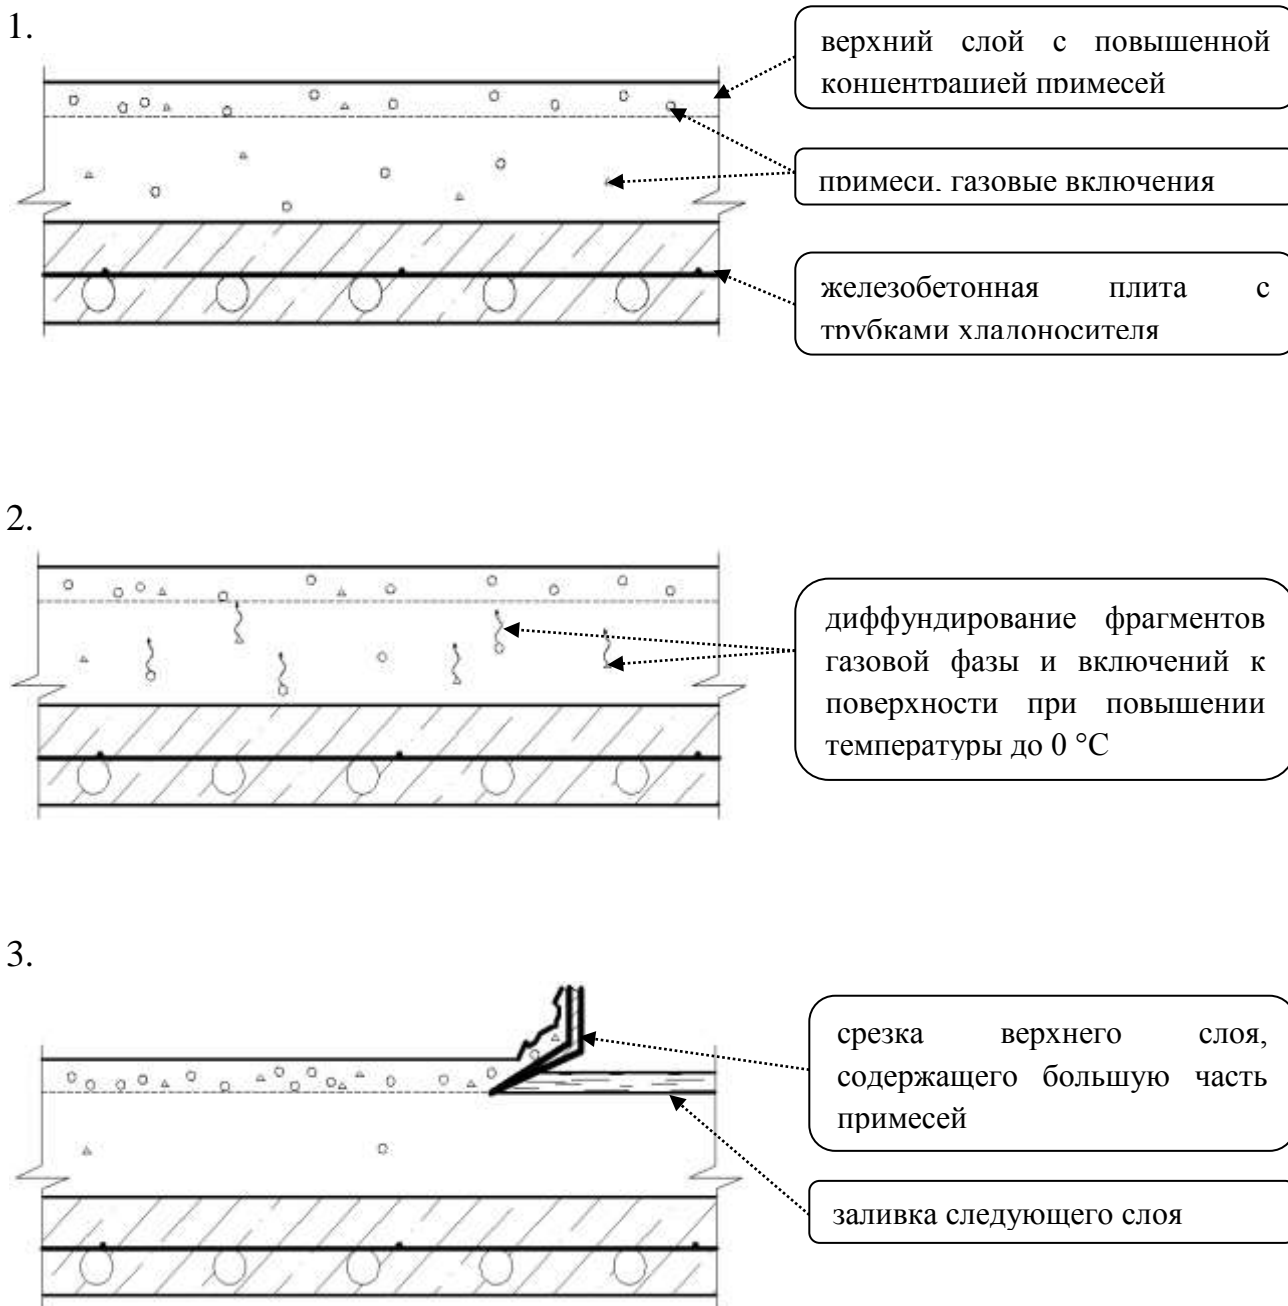 1.
верхний слой с повышенной
концентрацией примесей
примеси, газовые включения
железобетонная плита с
трубками хладоносителя
2.
диффундирование фрагментов
газовой фазы и включений к
поверхности при повышении
температуры до 0 °С
3.
срезка верхнего слоя,
содержащего большую часть
примесей
заливка следующего слоя